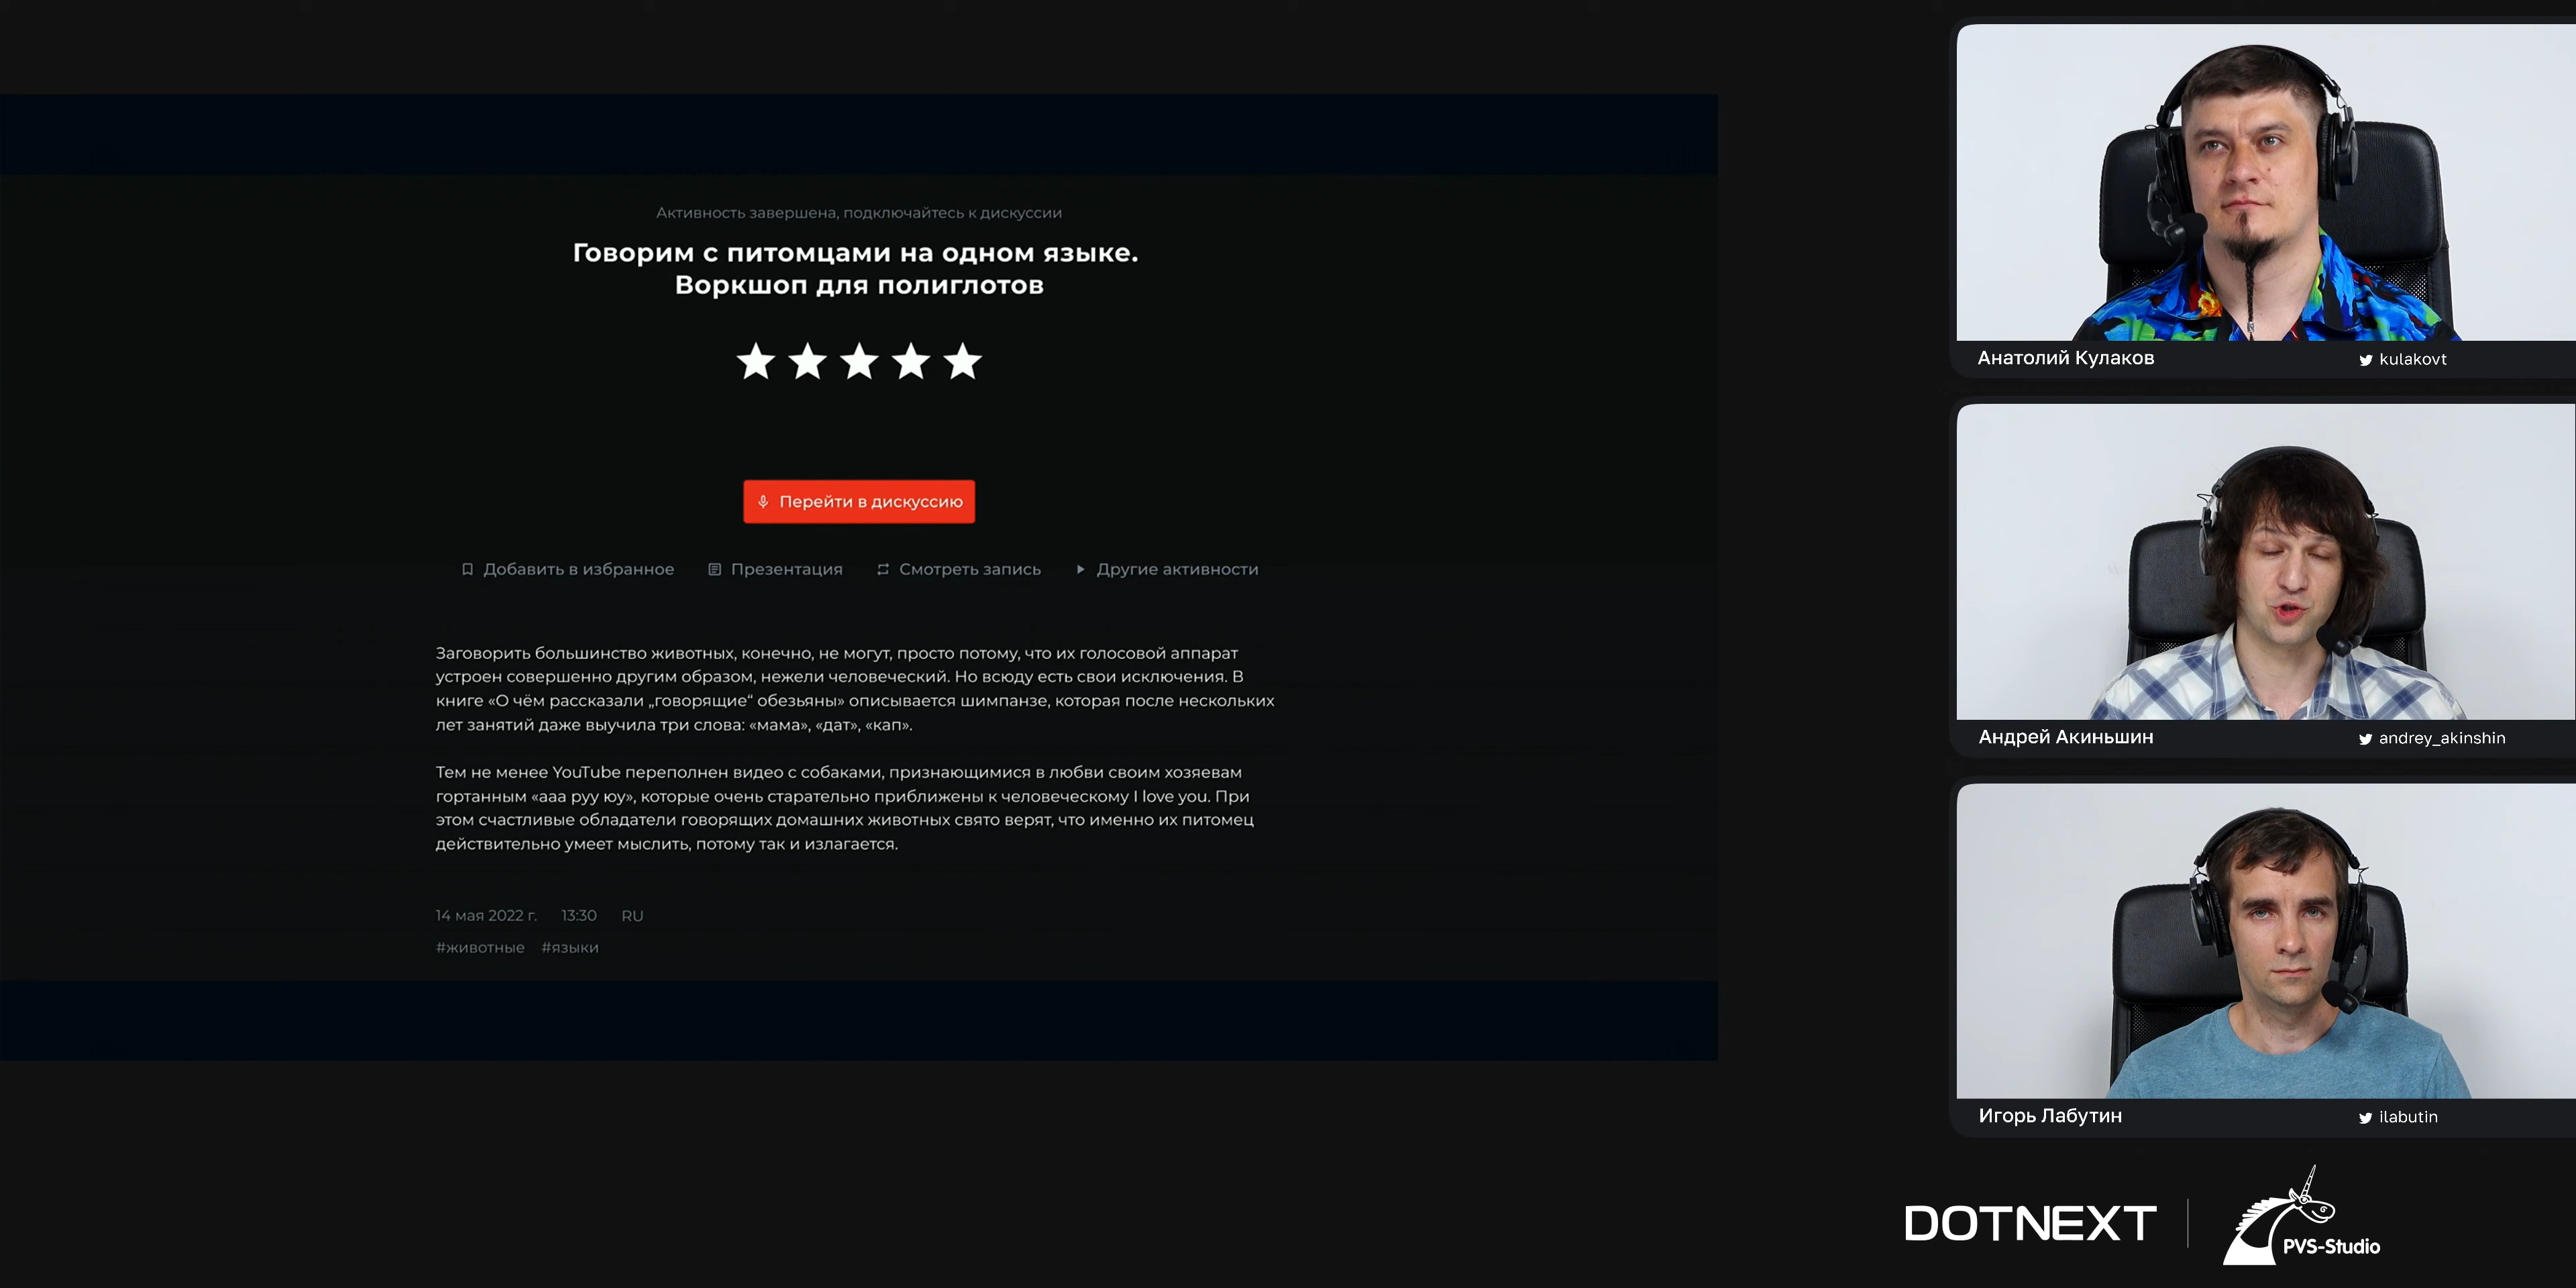 Активность завершена, подключайтесь к дискуссии
Говорим с питомцами на одном языке.
Воркшоп для полиглотов
Перейти в дискуссию
Добавить в избранное Презентация Смотреть запись Другие активности
Заговорить большинство животных, конечно, не могут, просто потому, что их голосовой аппарат
устроен совершенно другим образом, нежели человеческий. Но всюду есть свои исключения. В
книге «О чём рассказали „говорящие“ обезьяны» описывается шимпанзе, которая после нескольких
лет занятий даже выучила три слова: «мама», «дат», «кап».
Тем не менее YouTube переполнен видео с собаками, признающимися в любви своим хозяевам
гортанным «ааа руу юу», которые очень старательно приближены к человеческому I love you. При
этом счастливые обладатели говорящих домашних животных свято верят, что именно их питомец
действительно умеет мыслить, потому так и излагается.
14 мая 2022 г. 13:30 RU
#животные #языки
Анатолий Кулаков kulakovt
Андрей Акиньшин andrey_akinshin
Игорь Лабутин ilabutin
DOTNEXT PVS-Studio